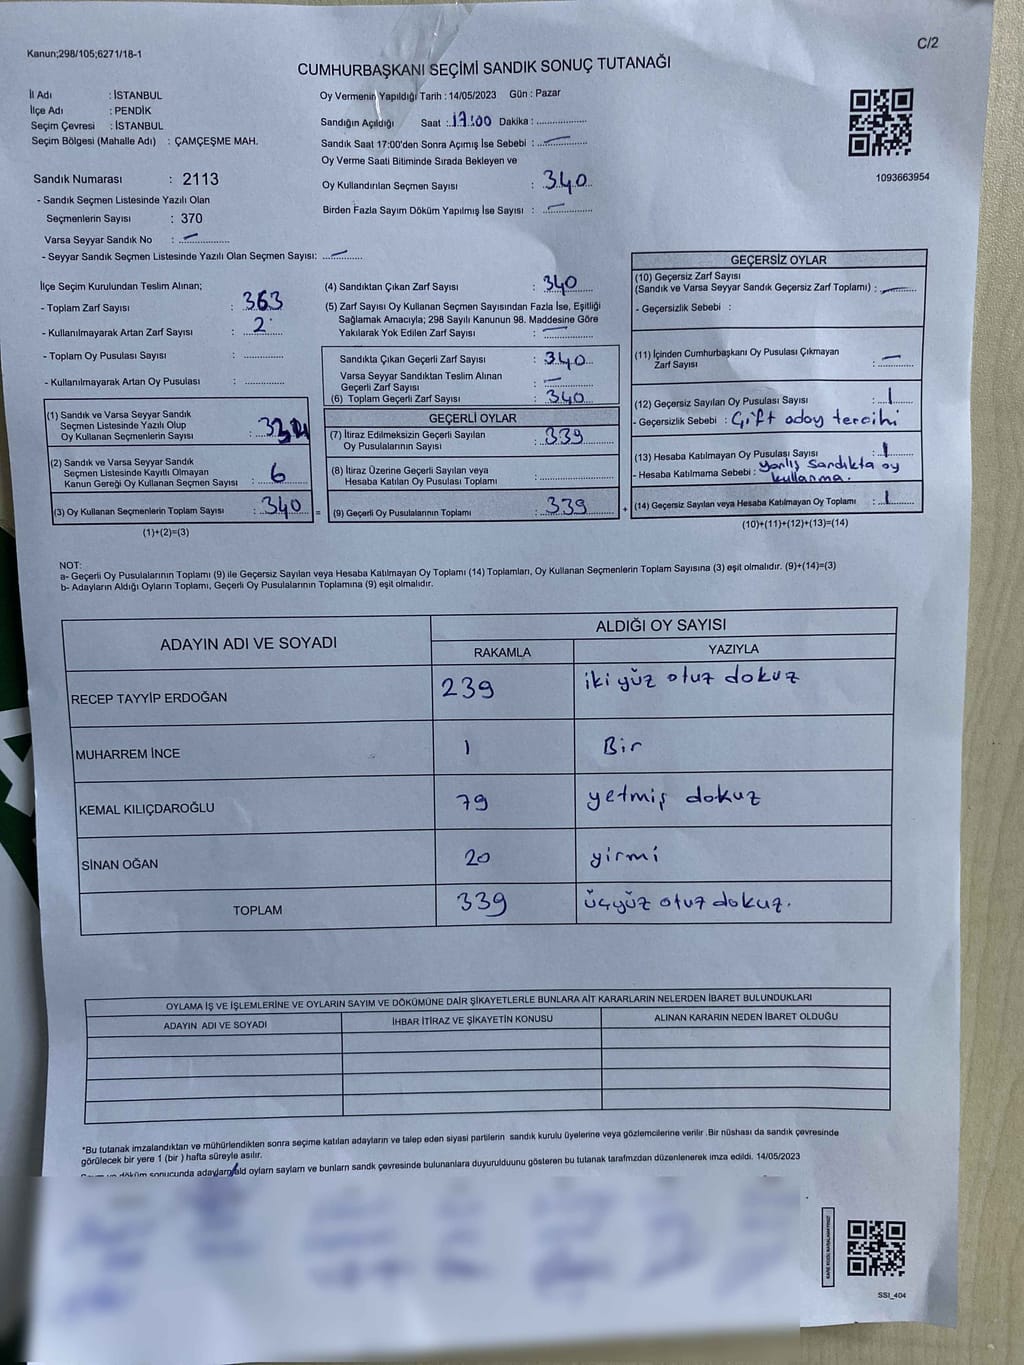 Kanun;298/105;6271/18-1
C/2
CUMHURBAŞKANI SEÇİMİ SANDIK SONUÇ TUTANAĞI
İl Adı : İSTANBUL
İlçe Adı : PENDİK
Seçim Çevresi : İSTANBUL
Seçim Bölgesi (Mahalle Adı) : ÇAMÇEŞME MAH.
Sandık Numarası : 2113
- Sandık Seçmen Listesinde Yazılı Olan
Seçmenlerin Sayısı : 370
Varsa Seyyar Sandık No : –
- Seyyar Sandık Seçmen Listesinde Yazılı Olan Seçmen Sayısı: –
Oy Vermenin Yapıldığı Tarih : 14/05/2023 Gün : Pazar
Sandığın Açıldığı Saat : 17:00 Dakika : ................
Sandık Saat 17:00'den Sonra Açımış İse Sebebi : –
Oy Verme Saati Bitiminde Sırada Bekleyen ve
Oy Kullandırılan Seçmen Sayısı : 340
Birden Fazla Sayım Döküm Yapılmış İse Sayısı : –
1093663954
İlçe Seçim Kurulundan Teslim Alınan;
- Toplam Zarf Sayısı : 363
- Kullanılmayarak Artan Zarf Sayısı : 2
- Toplam Oy Pusulası Sayısı : .............
- Kullanılmayarak Artan Oy Pusulası : .............
(1) Sandık ve Varsa Seyyar Sandık
Seçmen Listesinde Yazılı Olup
Oy Kullanan Seçmenlerin Sayısı :
(2) Sandık ve Varsa Seyyar Sandık
Seçmen Listesinde Kayıtlı Olmayan
Kanun Gereği Oy Kullanan Seçmen Sayısı : 6
(3) Oy Kullanan Seçmenlerin Toplam Sayısı : 340 =
(1)+(2)=(3)
(4) Sandıktan Çıkan Zarf Sayısı : 340
(5) Zarf Sayısı Oy Kullanan Seçmen Sayısından Fazla İse, Eşitliği
Sağlamak Amacıyla; 298 Sayılı Kanunun 98. Maddesine Göre
Yakılarak Yok Edilen Zarf Sayısı : –
Sandıkta Çıkan Geçerli Zarf Sayısı : 340
Varsa Seyyar Sandıktan Teslim Alınan
Geçerli Zarf Sayısı : –
(6) Toplam Geçerli Zarf Sayısı : 340
GEÇERLİ OYLAR
(7) İtiraz Edilmeksizin Geçerli Sayılan
Oy Pusulalarının Sayısı : 339
(8) İtiraz Üzerine Geçerli Sayılan veya
Hesaba Katılan Oy Pusulası Toplamı : ................
(9) Geçerli Oy Pusulalarının Toplamı : 339 +
GEÇERSİZ OYLAR
(10) Geçersiz Zarf Sayısı
(Sandık ve Varsa Seyyar Sandık Geçersiz Zarf Toplamı) : –
- Geçersizlik Sebebi :
(11) İçinden Cumhurbaşkanı Oy Pusulası Çıkmayan
Zarf Sayısı : –
(12) Geçersiz Sayılan Oy Pusulası Sayısı : 1
- Geçersizlik Sebebi : Çift aday tercihi
(13) Hesaba Katılmayan Oy Pusulası Sayısı : 1
- Hesaba Katılmama Sebebi : Yanlış sandıkta oy
kullanma.
(14) Geçersiz Sayılan veya Hesaba Katılmayan Oy Toplamı : 1
(10)+(11)+(12)+(13)=(14)
NOT:
a- Geçerli Oy Pusulalarının Toplamı (9) ile Geçersiz Sayılan veya Hesaba Katılmayan Oy Toplamı (14) Toplamları, Oy Kullanan Seçmenlerin Toplam Sayısına (3) eşit olmalıdır. (9)+(14)=(3)
b- Adayların Aldığı Oyların Toplamı, Geçerli Oy Pusulalarının Toplamına (9) eşit olmalıdır.
ADAYIN ADI VE SOYADI
ALDIĞI OY SAYISI
RAKAMLA YAZIYLA
RECEP TAYYİP ERDOĞAN 239 iki yüz otuz dokuz
MUHARREM İNCE 1 Bir
KEMAL KILIÇDAROĞLU 79 yetmiş dokuz
SİNAN OĞAN 20 yirmi
TOPLAM 339 üçyüz otuz dokuz.
OYLAMA İŞ VE İŞLEMLERİNE VE OYLARIN SAYIM VE DÖKÜMÜNE DAİR ŞİKAYETLERLE BUNLARA AİT KARARLARIN NELERDEN İBARET BULUNDUKLARI
ADAYIN ADI VE SOYADI İHBAR İTİRAZ VE ŞİKAYETİN KONUSU ALINAN KARARIN NEDEN İBARET OLDUĞU
*Bu tutanak imzalandıktan ve mühürlendikten sonra seçime katılan adayların ve talep eden siyasi partilerin sandık kurulu üyelerine veya gözlemcilerine verilir .Bir nüshası da sandık çevresinde
görülecek bir yere 1 (bir ) hafta süreyle asılır.
döküm sonucunda adayların oyların sayların ve bunların sandk çevresinde bulunanlara duyurulduunu gösteren bu tutanak tarafmzdan düzenlenerek imza edildi. 14/05/2023
SSI_404